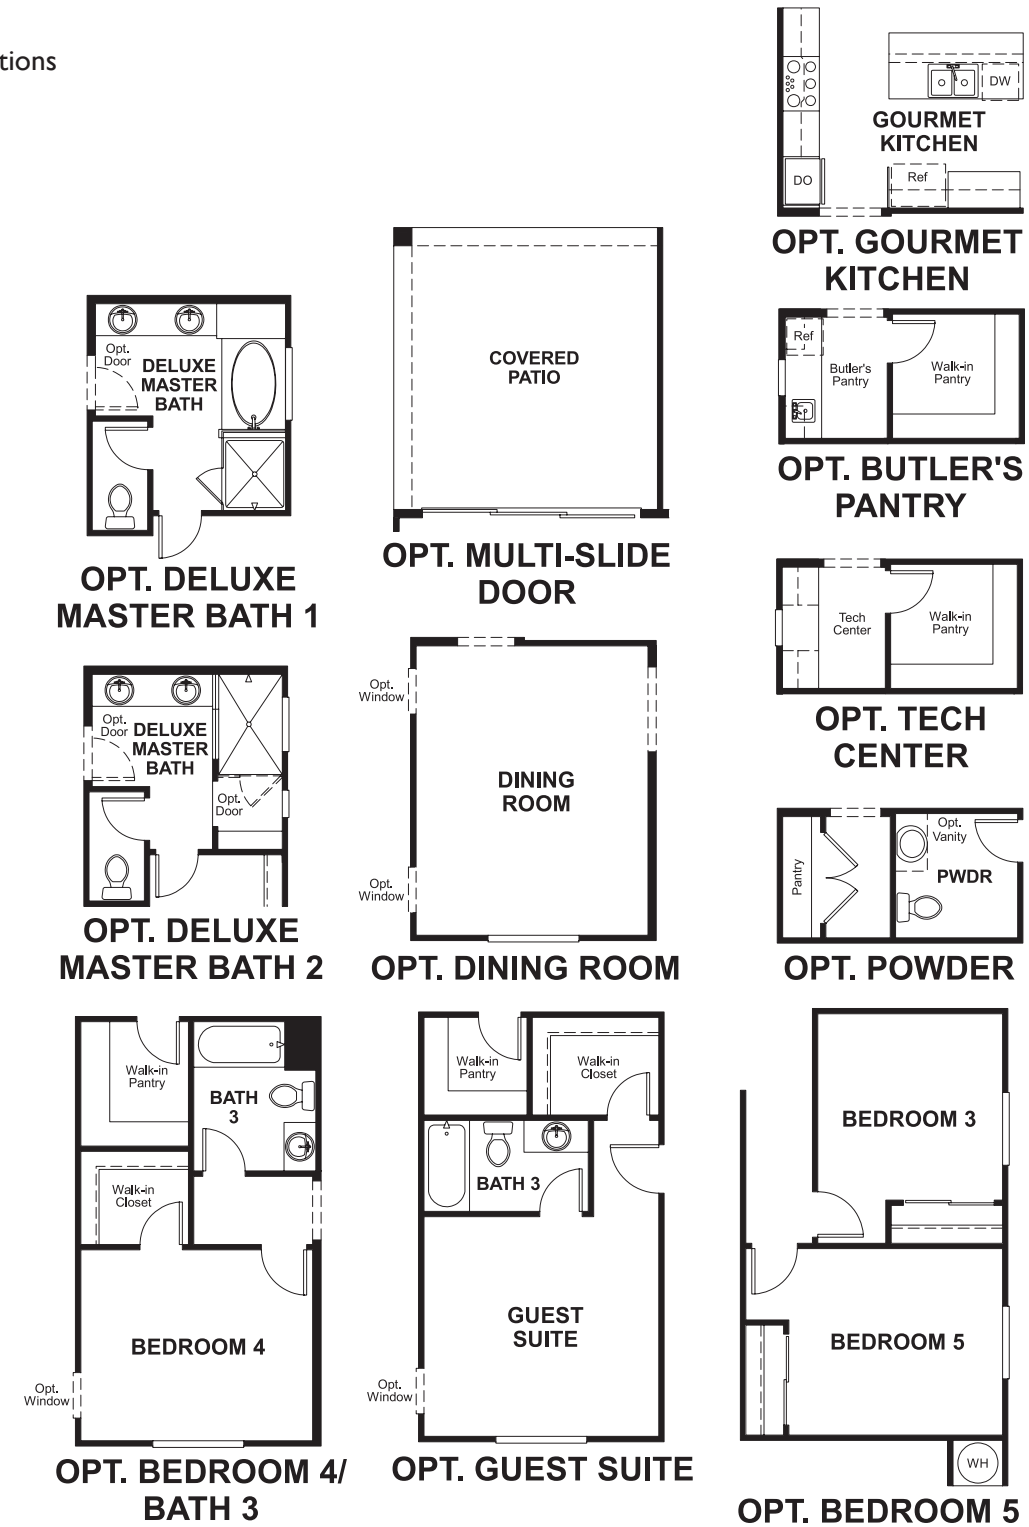 tions
DW
GOURMET
KITCHEN
DO
Ref
OPT. GOURMET
KITCHEN
Opt.
Door
DELUXE
MASTER
BATH
OPT. DELUXE
MASTER BATH 1
COVERED
PATIO
OPT. MULTI-SLIDE
DOOR
Ref
Butler's
Pantry
Walk-in
Pantry
OPT. BUTLER'S
PANTRY
Tech
Center
Walk-in
Pantry
OPT. TECH
CENTER
Opt.
Door
DELUXE
MASTER
BATH
Opt.
Door
OPT. DELUXE
MASTER BATH 2
Opt.
Window
DINING
ROOM
Opt.
Window
OPT. DINING ROOM
Pantry
Opt.
Vanity
PWDR
OPT. POWDER
Walk-in
Pantry
BATH
3
Walk-in
Closet
BEDROOM 4
Opt.
Window
OPT. BEDROOM 4/
BATH 3
Walk-in
Pantry
Walk-in
Closet
BATH 3
GUEST
SUITE
Opt.
Window
OPT. GUEST SUITE
BEDROOM 3
BEDROOM 5
WH
OPT. BEDROOM 5